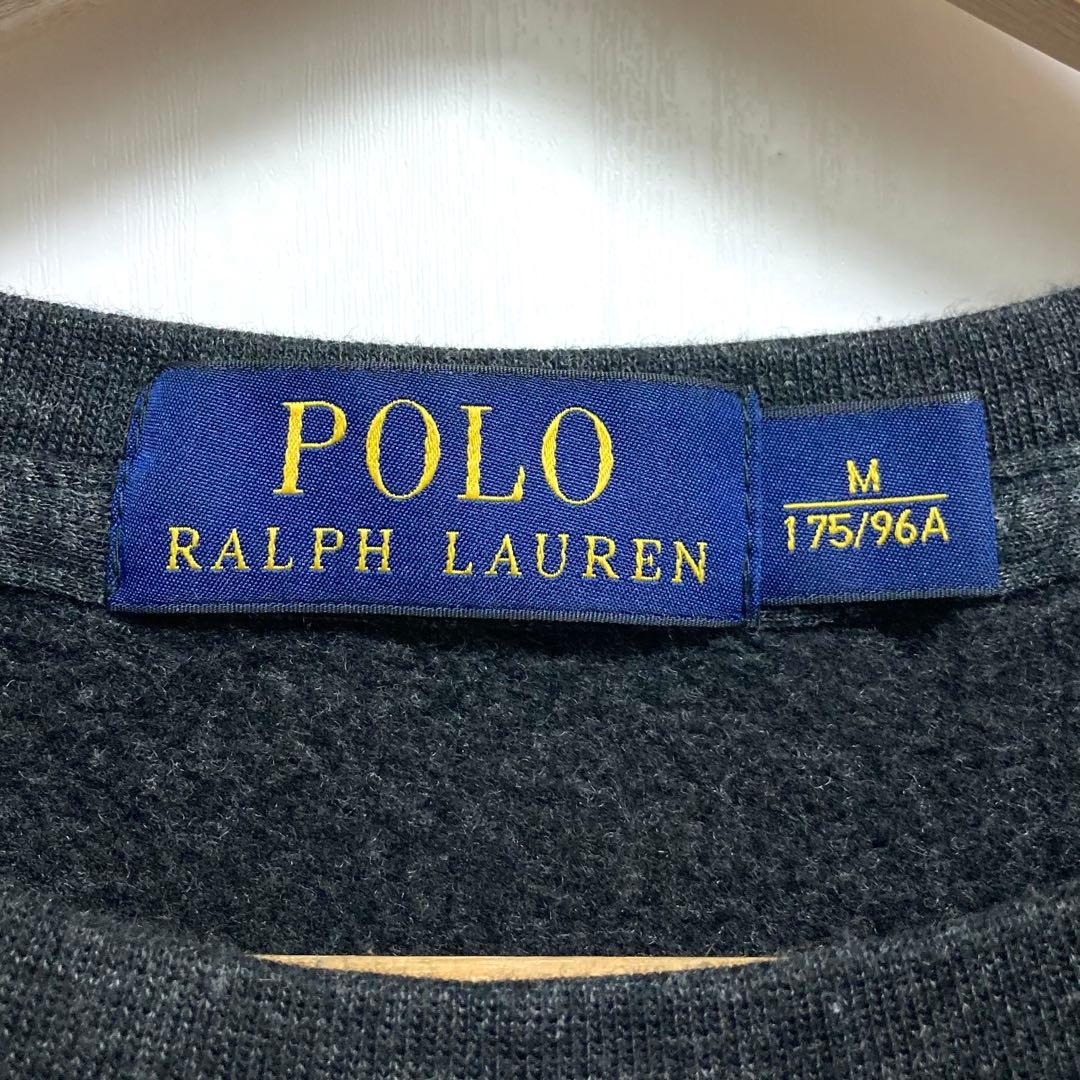 POLO
RALPH LAUREN
M
175/96A